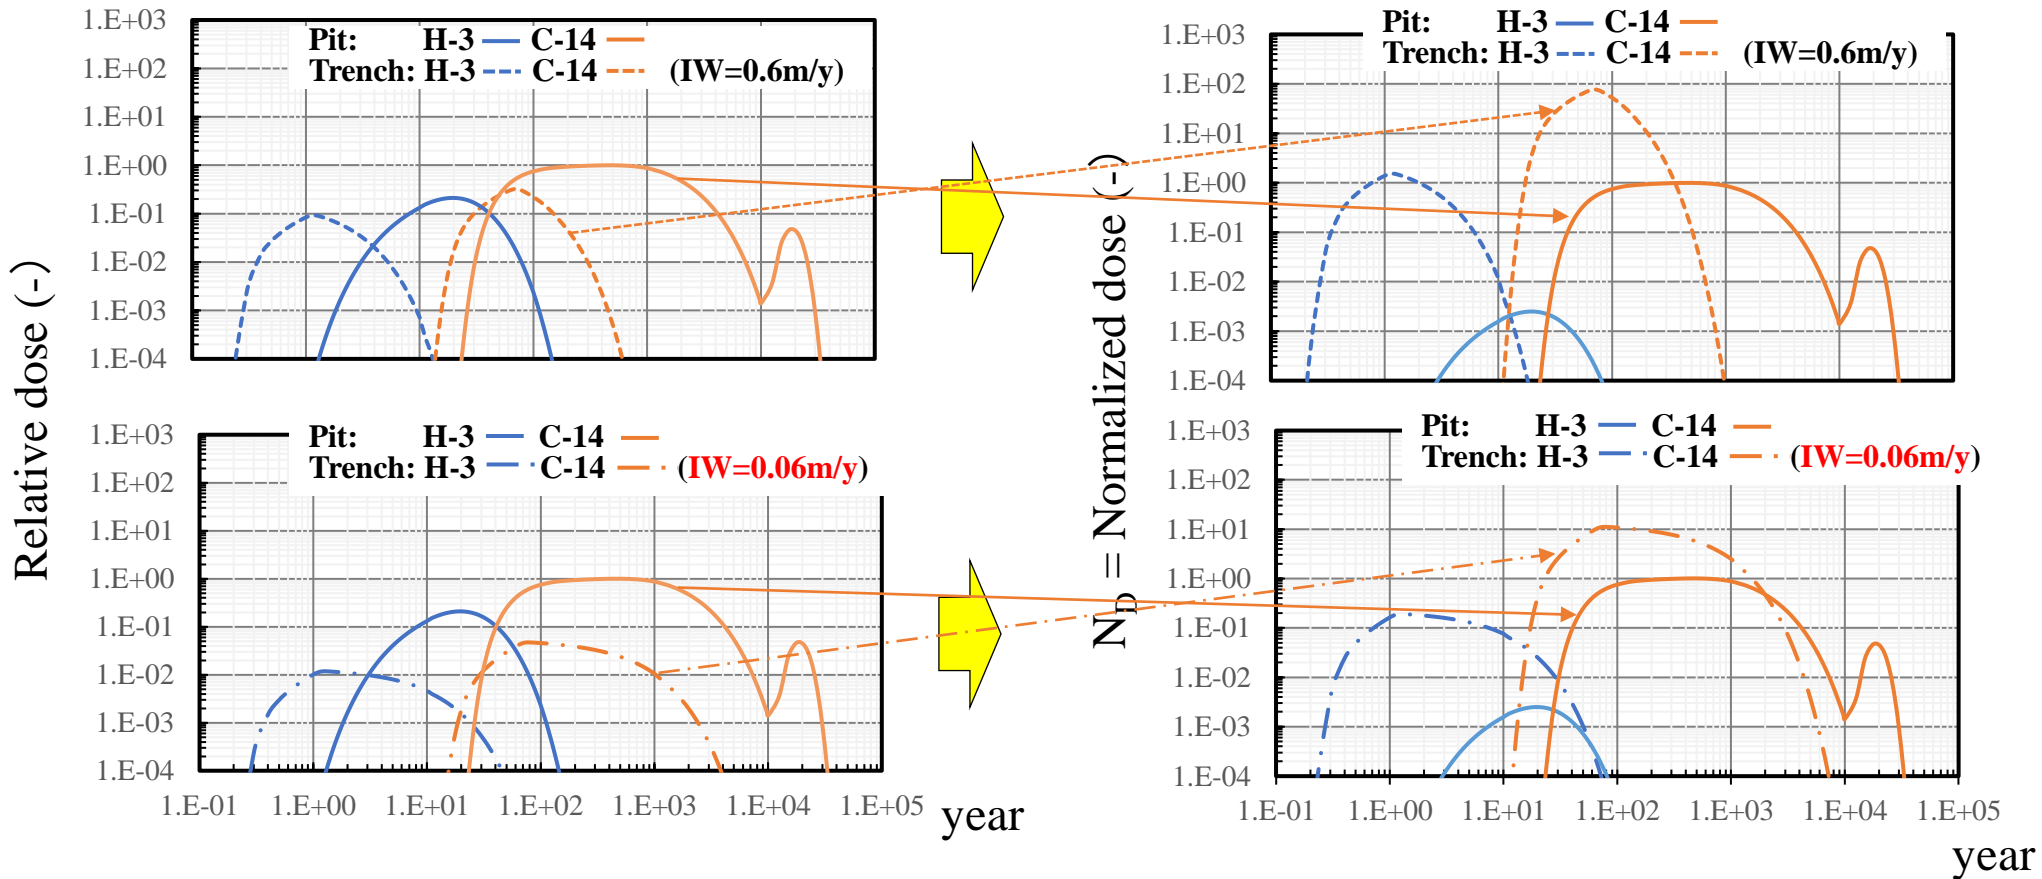 Relative dose (-)
1.E+03
1.E+02
1.E+01
1.E+00
1.E-01
1.E-02
1.E-03
1.E-04
Pit: H-3 C-14
Trench: H-3 C-14 (IW=0.6m/y)
1.E+03
1.E+02
1.E+01
1.E+00
1.E-01
1.E-02
1.E-03
1.E-04
Pit: H-3 C-14
Trench: H-3 C-14 (IW=0.06m/y)
1.E-01 1.E+00 1.E+01 1.E+02 1.E+03 1.E+04 1.E+05
year
N_D = Normalized dose (-)
1.E+03
1.E+02
1.E+01
1.E+00
1.E-01
1.E-02
1.E-03
1.E-04
Pit: H-3 C-14
Trench: H-3 C-14 (IW=0.6m/y)
1.E+03
1.E+02
1.E+01
1.E+00
1.E-01
1.E-02
1.E-03
1.E-04
Pit: H-3 C-14
Trench: H-3 C-14 (IW=0.06m/y)
1.E-01 1.E+00 1.E+01 1.E+02 1.E+03 1.E+04 1.E+05
year